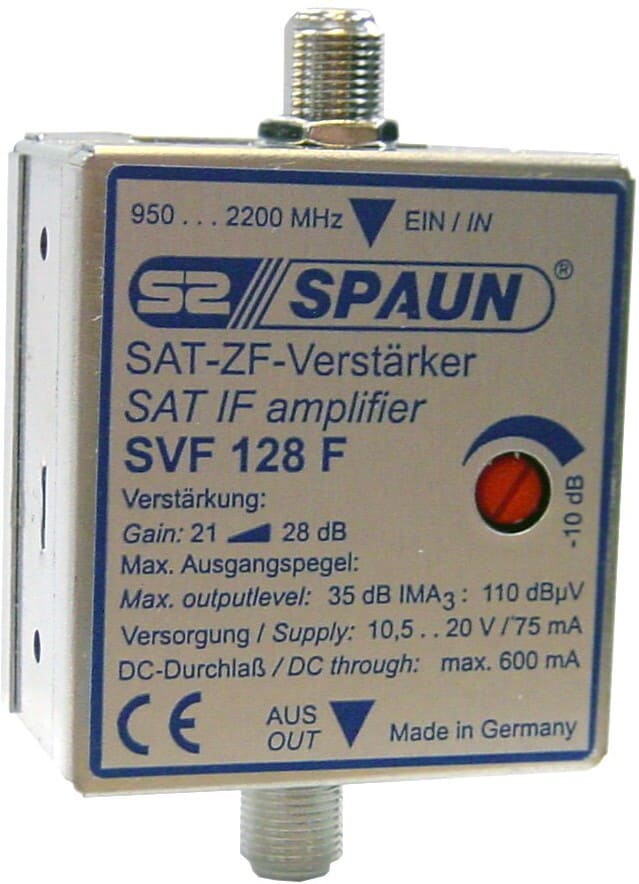 950 . . . 2200 MHz EIN / IN
S2 SPAUN ®
SAT-ZF-Verstärker
SAT IF amplifier
SVF 128 F
Verstärkung:
Gain: 21 28 dB
-10 dB
Max. Ausgangspegel:
Max. outputlevel: 35 dB IMA3 : 110 dBµV
Versorgung / Supply: 10,5 . . 20 V / 75 mA
DC-Durchlaß / DC through: max. 600 mA
CE AUS
OUT
Made in Germany